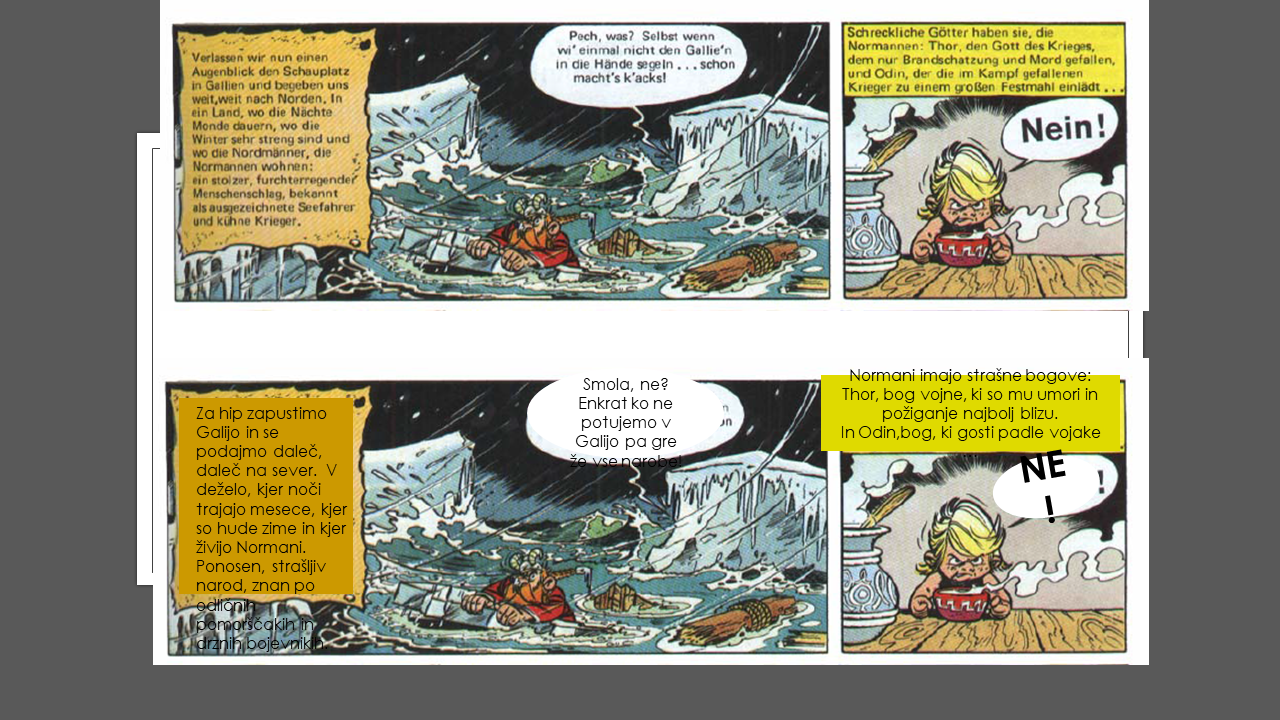 Verlassen wir nun einen
Augenblick den Schauplatz
in Gallien und begeben uns
weit,weit nach Norden. In
ein Land, wo die Nächte
Monde dauern, wo die
Winter sehr streng sind und
wo die Nordmänner, die
Normannen wohnen:
ein stolzer, furchterregender
Menschenschlag, bekannt
als ausgezeichnete Seefahrer
und kühne Krieger.
Pech, was? Selbst wenn
wi' einmal nicht den Gallie'n
in die Hände segeln . . . schon
macht's k'acks!
Schreckliche Götter haben sie, die
Normannen: Thor, den Gott des Krieges,
dem nur Brandschatzung und Mord gefallen,
und Odin, der die im Kampf gefallenen
Krieger zu einem großen Festmahl einlädt . . .
Nein!
Za hip zapustimo
Galijo in se
podajmo daleč,
daleč na sever. V
deželo, kjer noči
trajajo mesece, kjer
so hude zime in kjer
živijo Normani.
Ponosen, strašljiv
narod, znan po
odličnih
pomorščakih in
drznih bojevnikih.
Smola, ne?
Enkrat ko ne
potujemo v
Galijo pa gre
že vse narobe!
Normani imajo strašne bogove:
Thor, bog vojne, ki so mu umori in
požiganje najbolj blizu.
In Odin,bog, ki gosti padle vojake
NE
!
!